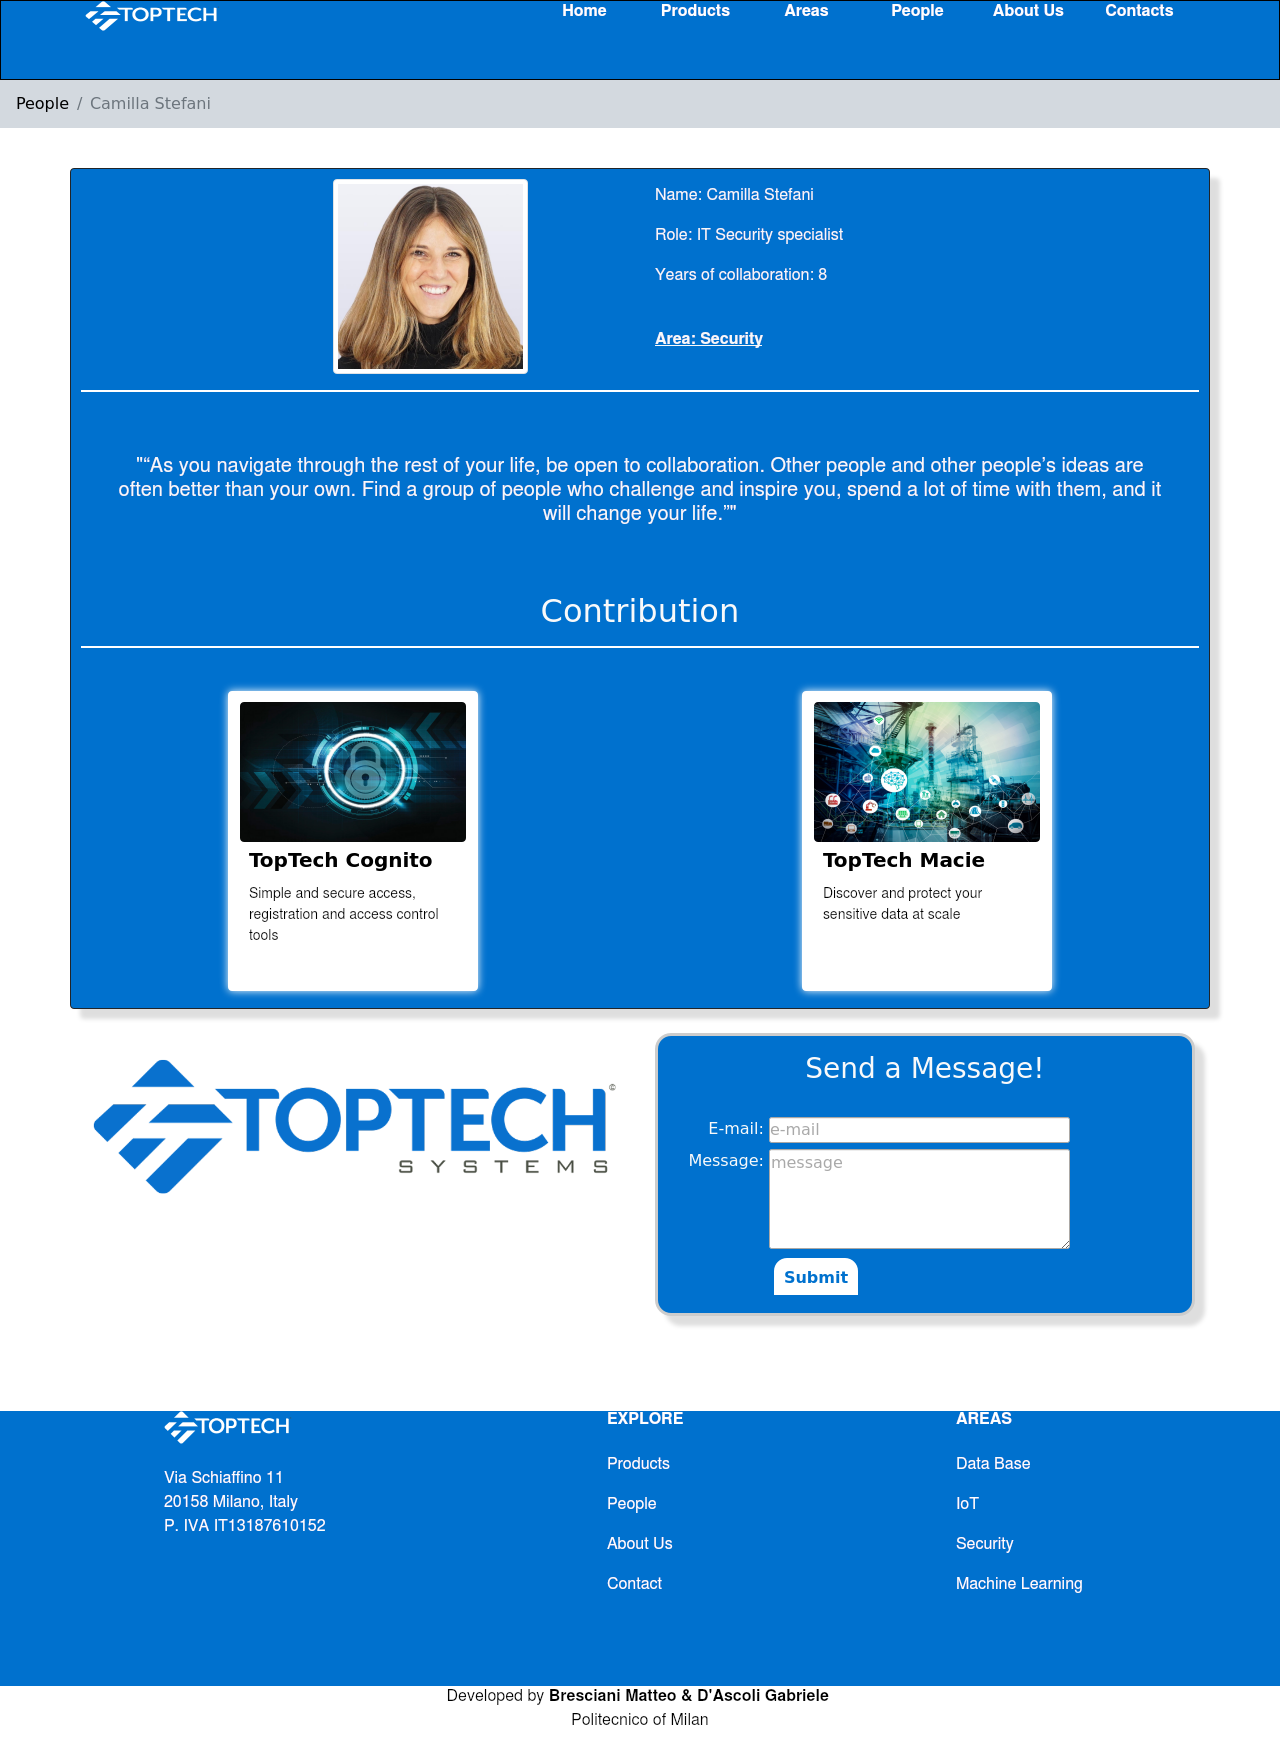 TOPTECH
Home Products Areas People About Us Contacts
People / Camilla Stefani
Name: Camilla Stefani
Role: IT Security specialist
Years of collaboration: 8
Area: Security
"“As you navigate through the rest of your life, be open to collaboration. Other people and other people’s ideas are
often better than your own. Find a group of people who challenge and inspire you, spend a lot of time with them, and it
will change your life.”"
Contribution
TopTech Cognito
Simple and secure access,
registration and access control
tools
TopTech Macie
Discover and protect your
sensitive data at scale
TOPTECH©
SYSTEMS
Send a Message!
E-mail: e-mail
Message: message
Submit
TOPTECH
Via Schiaffino 11
20158 Milano, Italy
P. IVA IT13187610152
EXPLORE
Products
People
About Us
Contact
AREAS
Data Base
IoT
Security
Machine Learning
Developed by Bresciani Matteo & D'Ascoli Gabriele
Politecnico of Milan